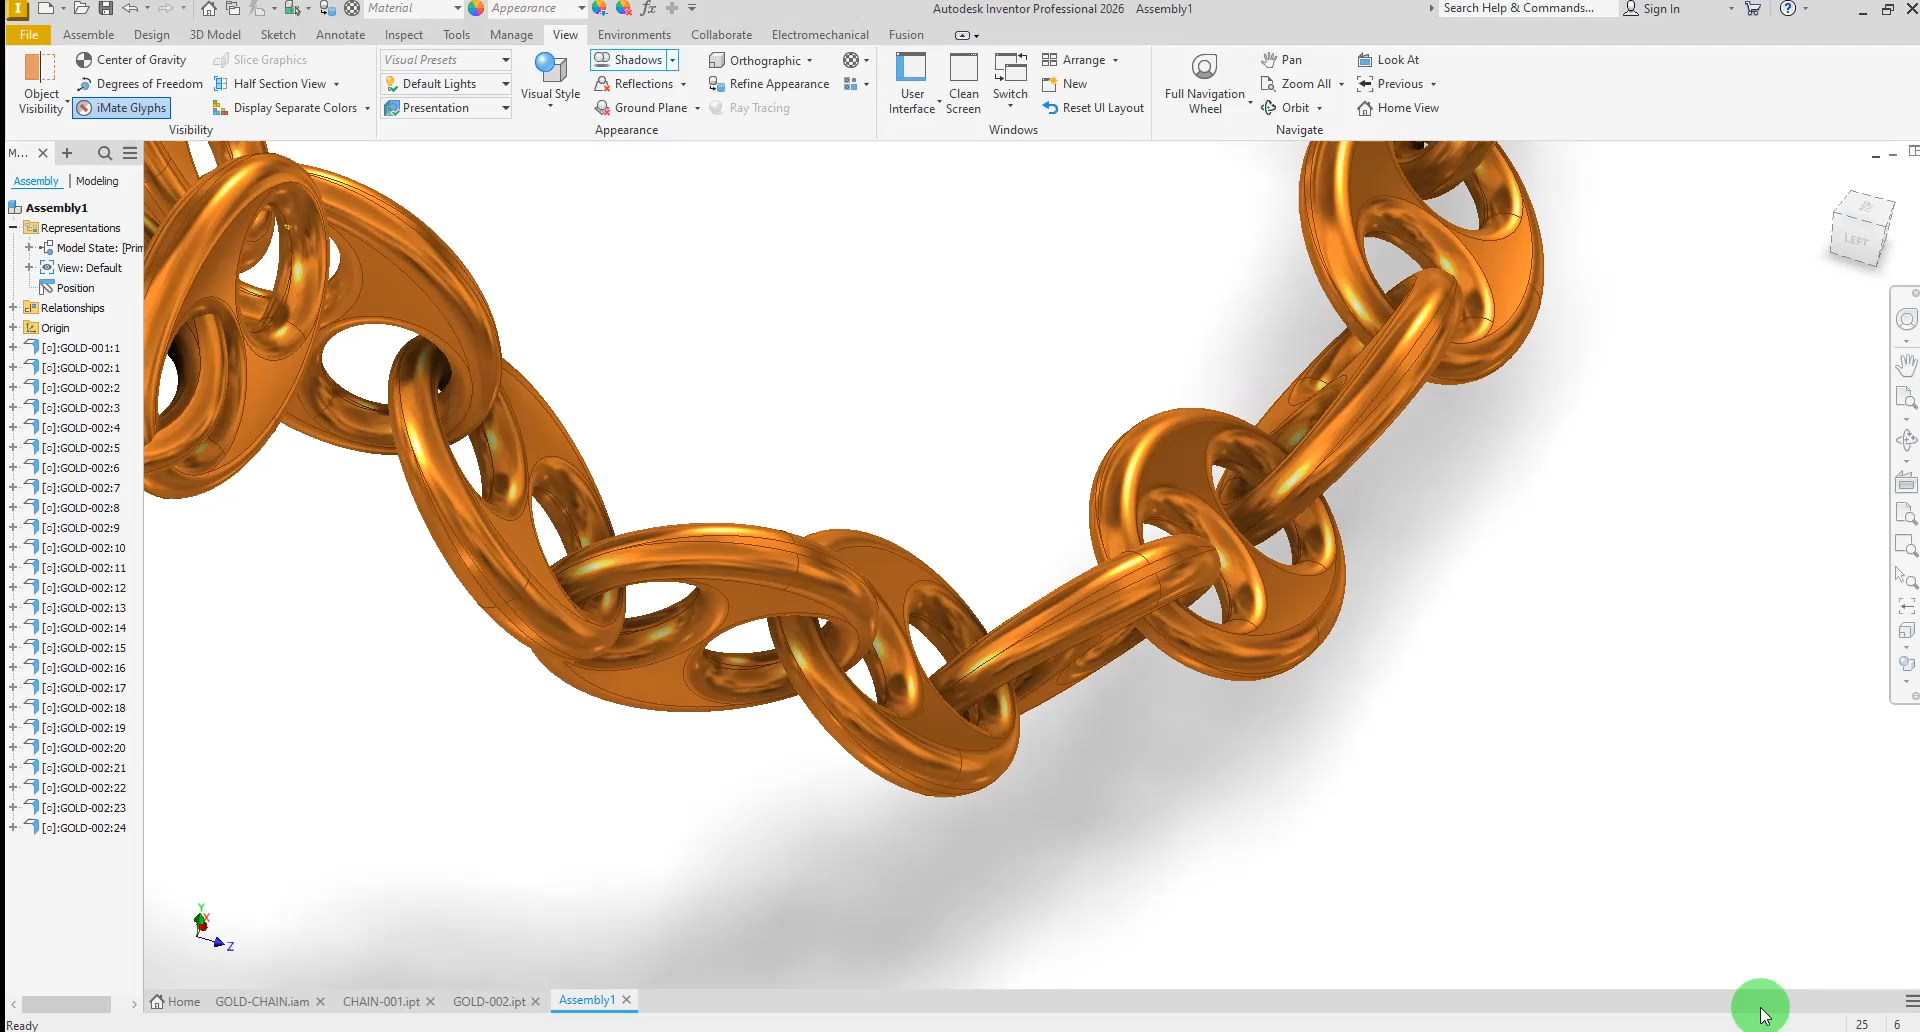 Material
Appearance
fx
Autodesk Inventor Professional 2026 Assembly1
Search Help & Commands...
Sign In
File Assemble Design 3D Model Sketch Annotate Inspect Tools Manage View Environments Collaborate Electromechanical Fusion
Object Visibility
Center of Gravity
Degrees of Freedom
iMate Glyphs
Slice Graphics
Half Section View
Display Separate Colors
Visibility
Visual Presets
Default Lights
Presentation
Visual Style
Shadows
Reflections
Ground Plane
Orthographic
Refine Appearance
Ray Tracing
Appearance
User Interface
Clean Screen
Switch
Arrange
New
Reset UI Layout
Windows
Full Navigation Wheel
Pan
Zoom All
Orbit
Look At
Previous
Home View
Navigate
M...
Assembly Modeling
Assembly1
Representations
Model State: [Prim
View: Default
Position
Relationships
Origin
[○]:GOLD-001:1
[○]:GOLD-002:1
[○]:GOLD-002:2
[○]:GOLD-002:3
[○]:GOLD-002:4
[○]:GOLD-002:5
[○]:GOLD-002:6
[○]:GOLD-002:7
[○]:GOLD-002:8
[○]:GOLD-002:9
[○]:GOLD-002:10
[○]:GOLD-002:11
[○]:GOLD-002:12
[○]:GOLD-002:13
[○]:GOLD-002:14
[○]:GOLD-002:15
[○]:GOLD-002:16
[○]:GOLD-002:17
[○]:GOLD-002:18
[○]:GOLD-002:19
[○]:GOLD-002:20
[○]:GOLD-002:21
[○]:GOLD-002:22
[○]:GOLD-002:23
[○]:GOLD-002:24
LEFT
Y
X
Z
Home GOLD-CHAIN.iam CHAIN-001.ipt GOLD-002.ipt Assembly1
Ready
25 6